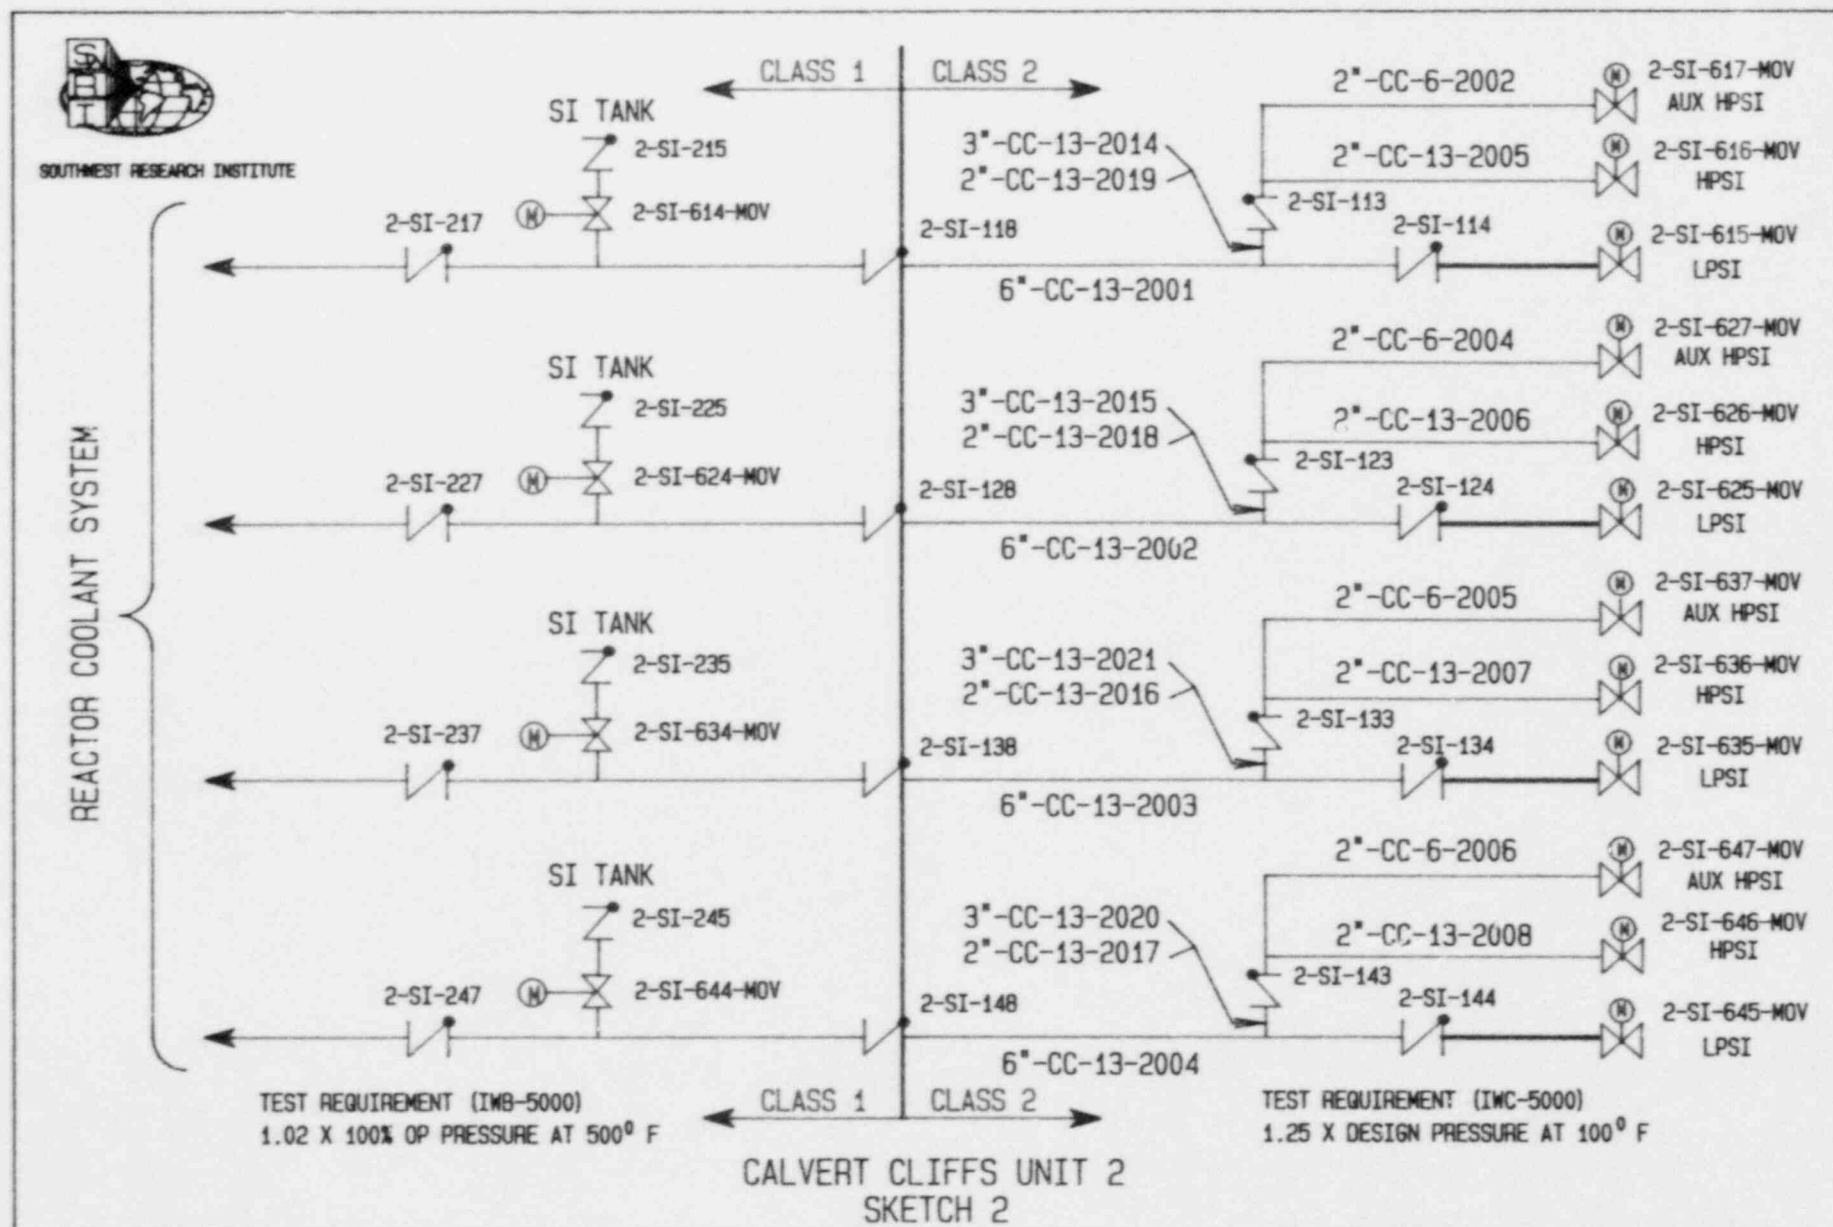 SwRI
SOUTHWEST RESEARCH INSTITUTE
CLASS 1
CLASS 2
REACTOR COOLANT SYSTEM
SI TANK
2-SI-215
2-SI-614-MOV
M
2-SI-217
2-SI-118
3"-CC-13-2014
2"-CC-13-2019
6"-CC-13-2001
2"-CC-6-2002
2"-CC-13-2005
2-SI-113
2-SI-114
M
2-SI-617-MOV
AUX HPSI
M
2-SI-616-MOV
HPSI
M
2-SI-615-MOV
LPSI
SI TANK
2-SI-225
2-SI-624-MOV
M
2-SI-227
2-SI-128
3"-CC-13-2015
2"-CC-13-2018
6"-CC-13-2002
2"-CC-6-2004
2"-CC-13-2006
2-SI-123
2-SI-124
M
2-SI-627-MOV
AUX HPSI
M
2-SI-626-MOV
HPSI
M
2-SI-625-MOV
LPSI
SI TANK
2-SI-235
2-SI-634-MOV
M
2-SI-237
2-SI-138
3"-CC-13-2021
2"-CC-13-2016
6"-CC-13-2003
2"-CC-6-2005
2"-CC-13-2007
2-SI-133
2-SI-134
M
2-SI-637-MOV
AUX HPSI
M
2-SI-636-MOV
HPSI
M
2-SI-635-MOV
LPSI
SI TANK
2-SI-245
2-SI-644-MOV
M
2-SI-247
2-SI-148
3"-CC-13-2020
2"-CC-13-2017
6"-CC-13-2004
2"-CC-6-2006
2"-CC-13-2008
2-SI-143
2-SI-144
M
2-SI-647-MOV
AUX HPSI
M
2-SI-646-MOV
HPSI
M
2-SI-645-MOV
LPSI
TEST REQUIREMENT (IWB-5000)
1.02 X 100% OP PRESSURE AT 500° F
CLASS 1
CLASS 2
TEST REQUIREMENT (IWC-5000)
1.25 X DESIGN PRESSURE AT 100° F
CALVERT CLIFFS UNIT 2
SKETCH 2